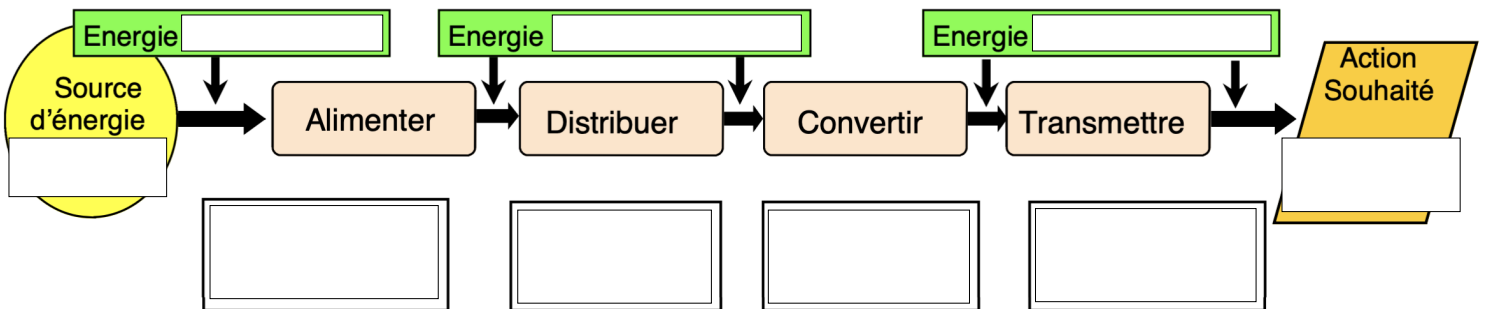 Energie
Energie
Energie
Source
d'énergie
Action
Souhaité
Alimenter
Distribuer
Convertir
Transmettre